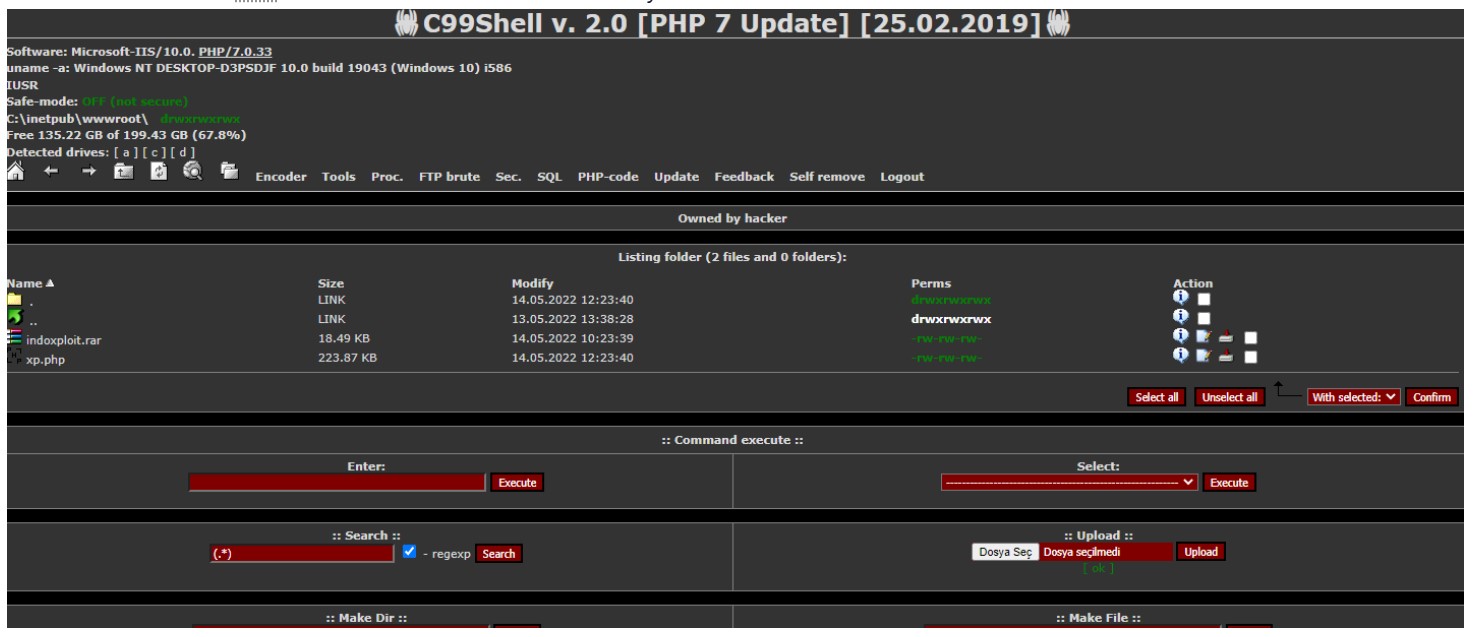 C99Shell v. 2.0 [PHP 7 Update] [25.02.2019]
Software: Microsoft-IIS/10.0. PHP/7.0.33
uname -a: Windows NT DESKTOP-D3PSDJF 10.0 build 19043 (Windows 10) i586
IUSR
Safe-mode: OFF (not secure)
C:\inetpub\wwwroot\ drwxrwxrwx
Free 135.22 GB of 199.43 GB (67.8%)
Detected drives: [ a ] [ c ] [ d ]
Encoder Tools Proc. FTP brute Sec. SQL PHP-code Update Feedback Self remove Logout
Owned by hacker
Listing folder (2 files and 0 folders):
Name Size Modify Perms Action
. LINK 14.05.2022 12:23:40 drwxrwxrwx
.. LINK 13.05.2022 13:38:28 drwxrwxrwx
indoxploit.rar 18.49 KB 14.05.2022 10:23:39 -rw-rw-rw-
xp.php 223.87 KB 14.05.2022 12:23:40 -rw-rw-rw-
Select all Unselect all With selected: Confirm
:: Command execute ::
Enter: Select:
Execute Execute
:: Search :: :: Upload ::
(.*) - regexp Search Dosya Seç Dosya seçilmedi Upload
[ ok ]
:: Make Dir :: :: Make File ::